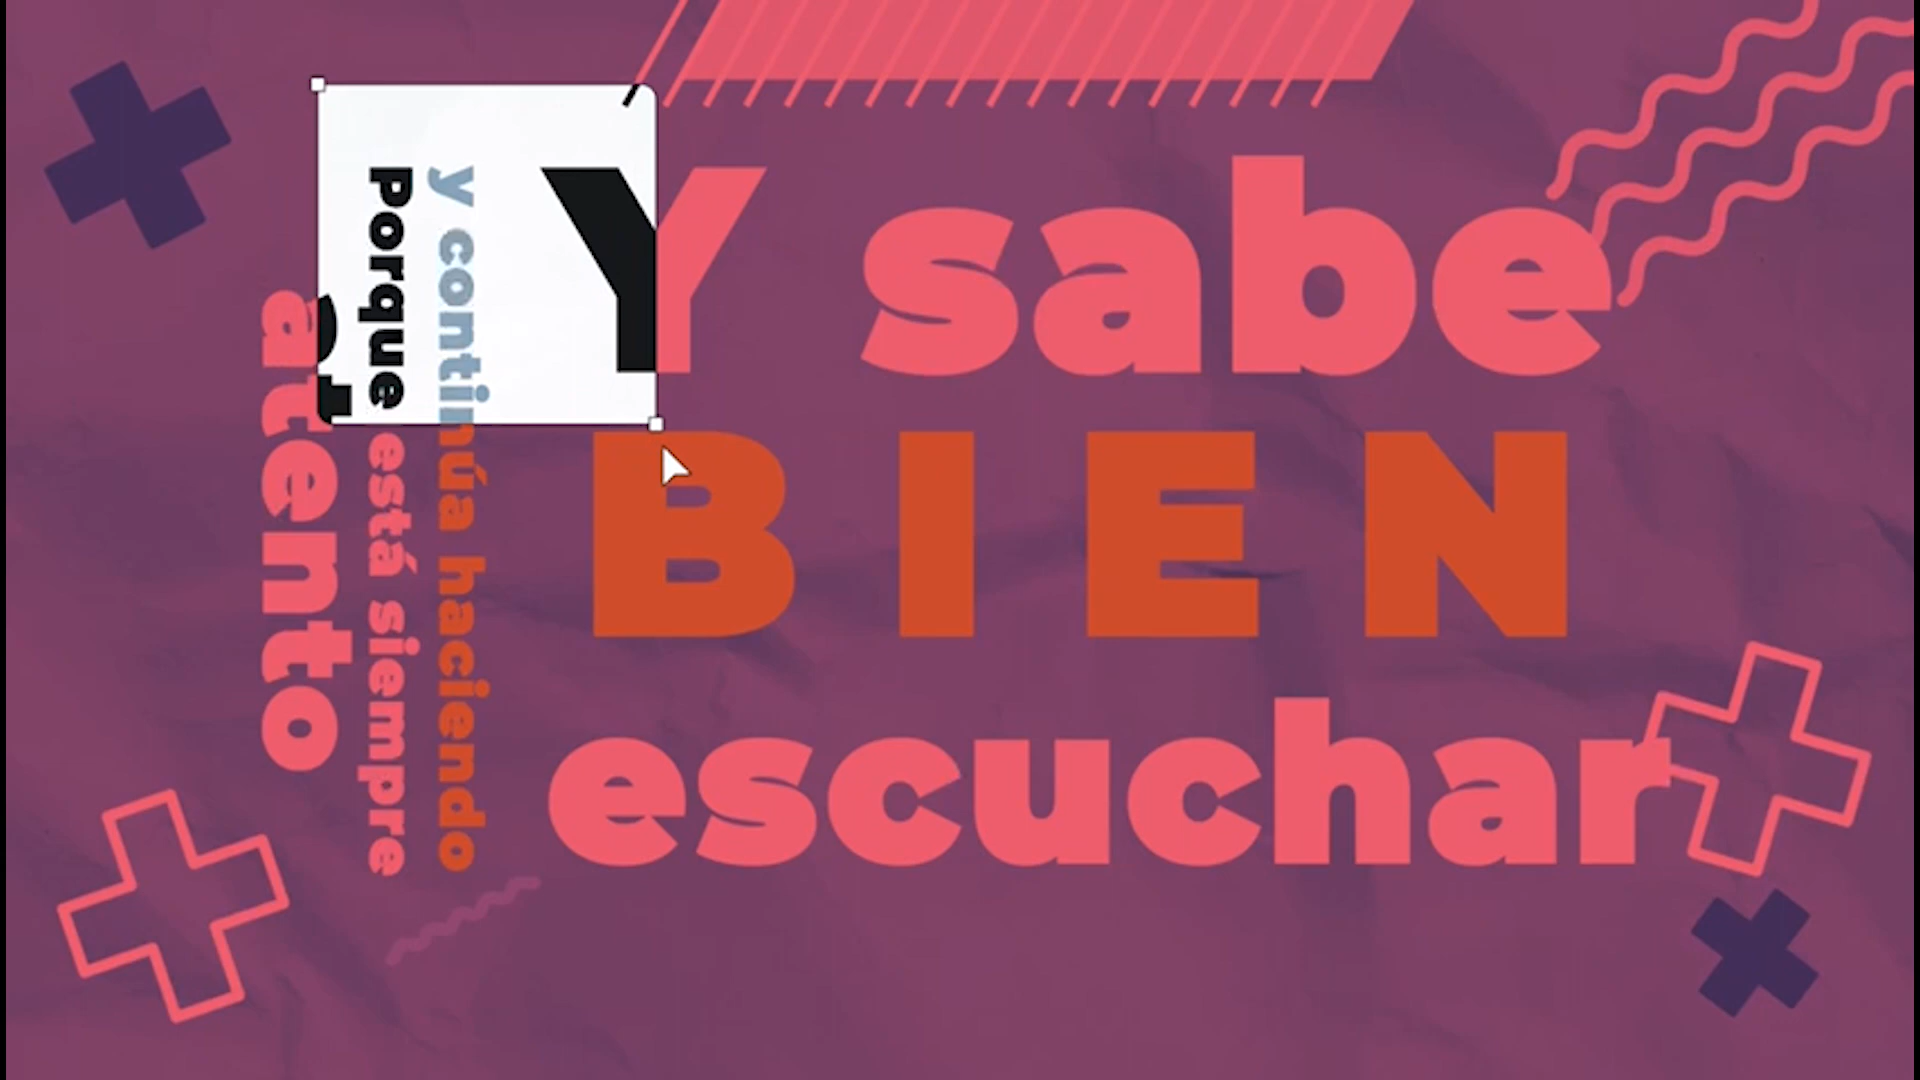 y continúa haciendo
Porque está siempre
atento
Y sabe
BIEN
escuchar